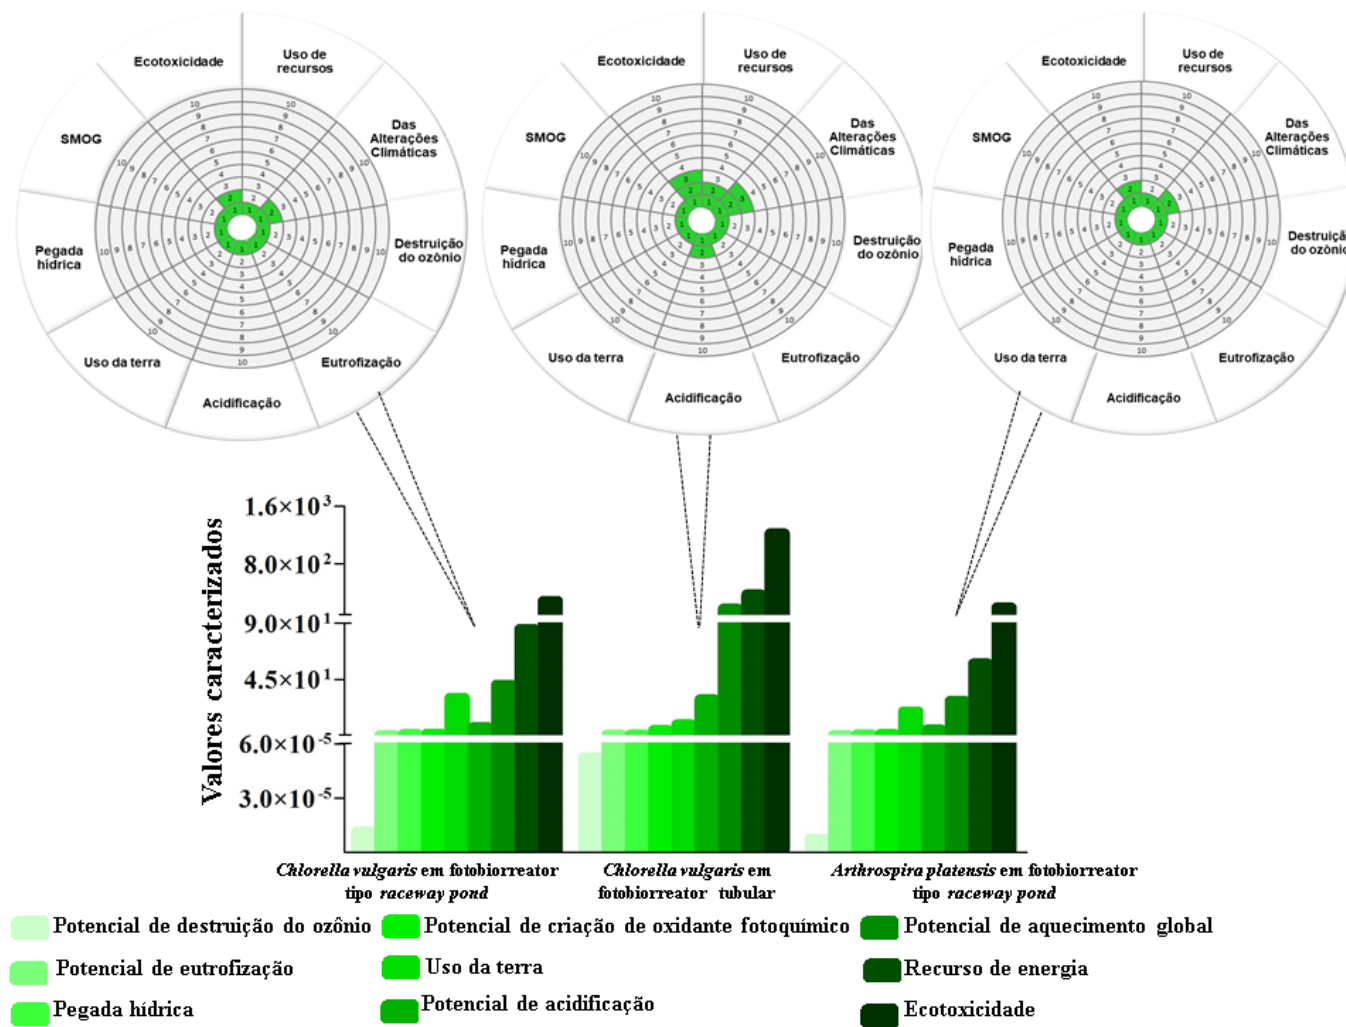 Ecotoxicidade
Uso de
recursos
Das
Alterações
Climáticas
Destruição
do ozônio
Eutrofização
Acidificação
Uso da terra
Pegada
hídrica
SMOG
Ecotoxicidade
Uso de
recursos
Das
Alterações
Climáticas
Destruição
do ozônio
Eutrofização
Acidificação
Uso da terra
Pegada
hídrica
SMOG
Ecotoxicidade
Uso de
recursos
Das
Alterações
Climáticas
Destruição
do ozônio
Eutrofização
Acidificação
Uso da terra
Pegada
hídrica
SMOG
Valores caracterizados
1.6×10³
8.0×10²
9.0×10¹
4.5×10¹
6.0×10⁻⁵
3.0×10⁻⁵
Chlorella vulgaris em fotobiorreator
tipo raceway pond
Chlorella vulgaris em
fotobiorreator tubular
Arthrospira platensis em fotobiorreator
tipo raceway pond
Potencial de destruição do ozônio
Potencial de criação de oxidante fotoquímico
Potencial de aquecimento global
Potencial de eutrofização
Uso da terra
Recurso de energia
Pegada hídrica
Potencial de acidificação
Ecotoxicidade